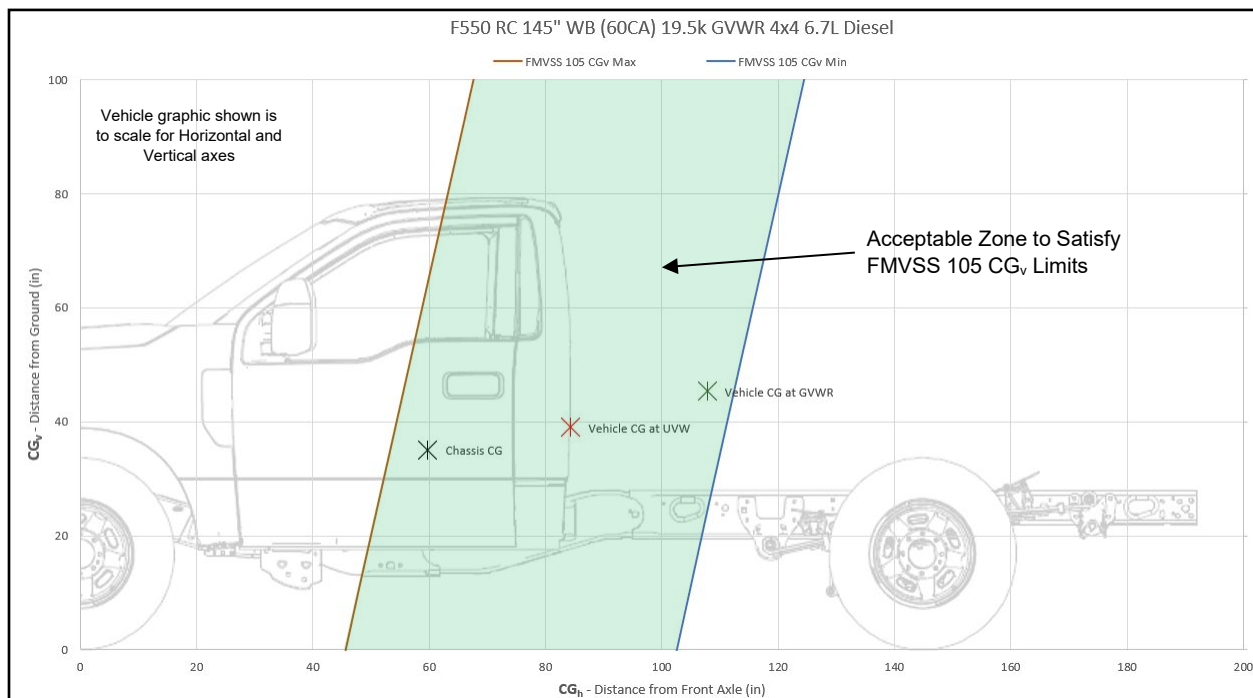 F550 RC 145" WB (60CA) 19.5k GVWR 4x4 6.7L Diesel
FMVSS 105 CGv Max
FMVSS 105 CGv Min
Vehicle graphic shown is
to scale for Horizontal and
Vertical axes
Acceptable Zone to Satisfy
FMVSS 105 CGᵥ Limits
Vehicle CG at GVWR
Vehicle CG at UVW
Chassis CG
CGᵥ - Distance from Ground (in)
100
80
60
40
20
0
0 20 40 60 80 100 120 140 160 180 200
CGₕ - Distance from Front Axle (in)